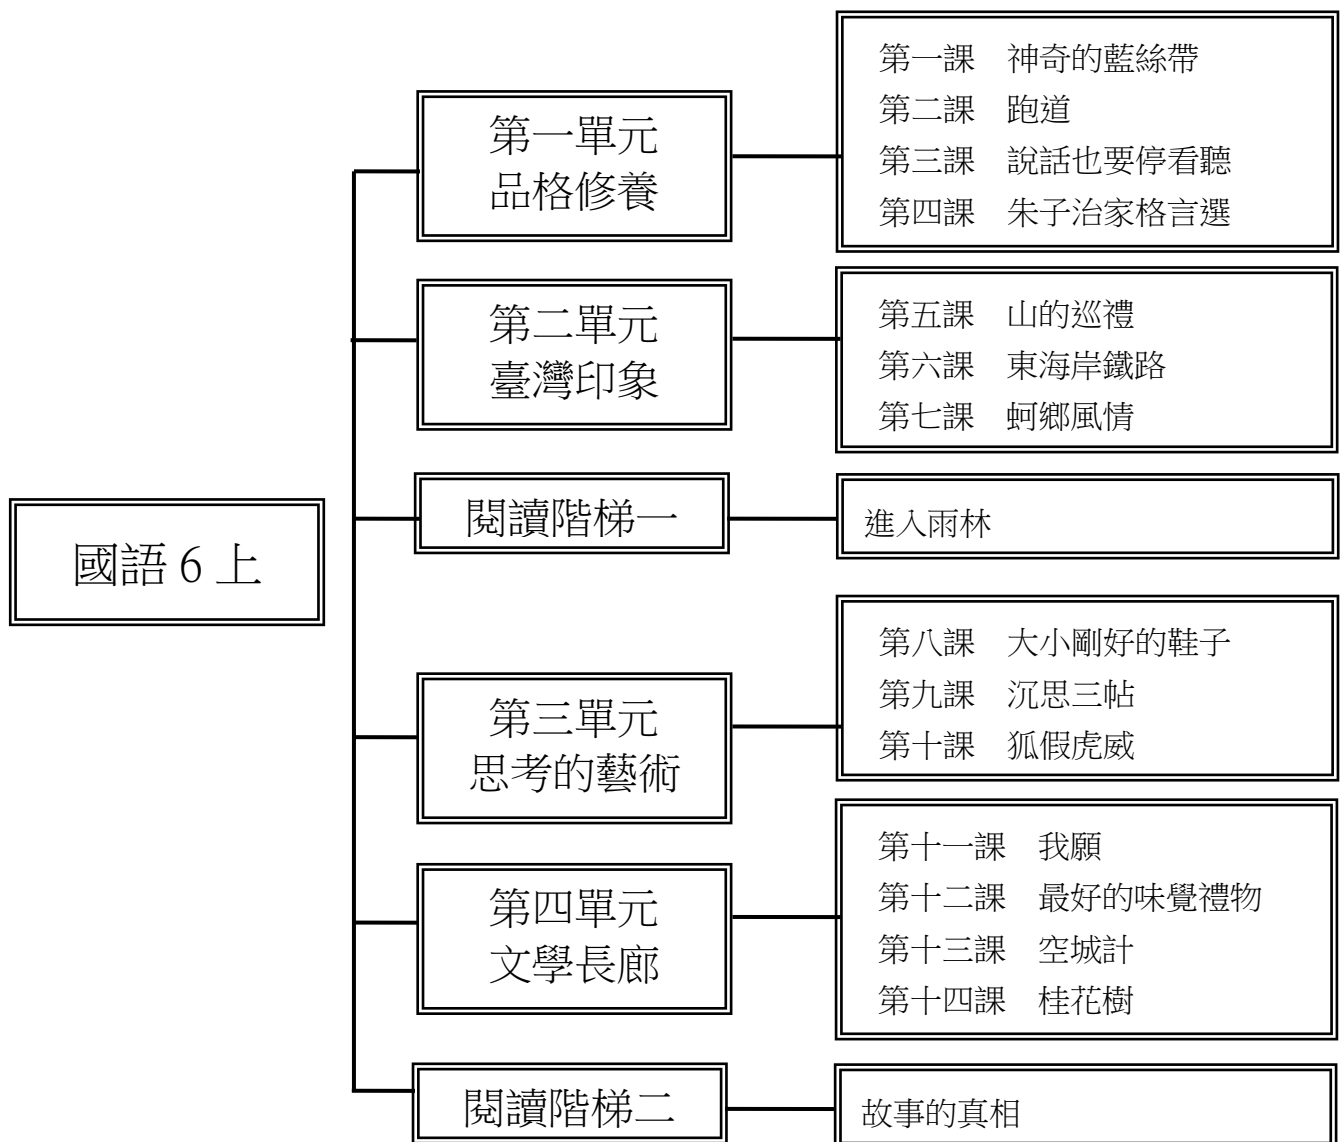 國語 6 上
第一單元
品格修養
第一課　神奇的藍絲帶
第二課　跑道
第三課　說話也要停看聽
第四課　朱子治家格言選
第二單元
臺灣印象
第五課　山的巡禮
第六課　東海岸鐵路
第七課　蚵鄉風情
閱讀階梯一
進入雨林
第三單元
思考的藝術
第八課　大小剛好的鞋子
第九課　沉思三帖
第十課　狐假虎威
第四單元
文學長廊
第十一課　我願
第十二課　最好的味覺禮物
第十三課　空城計
第十四課　桂花樹
閱讀階梯二
故事的真相